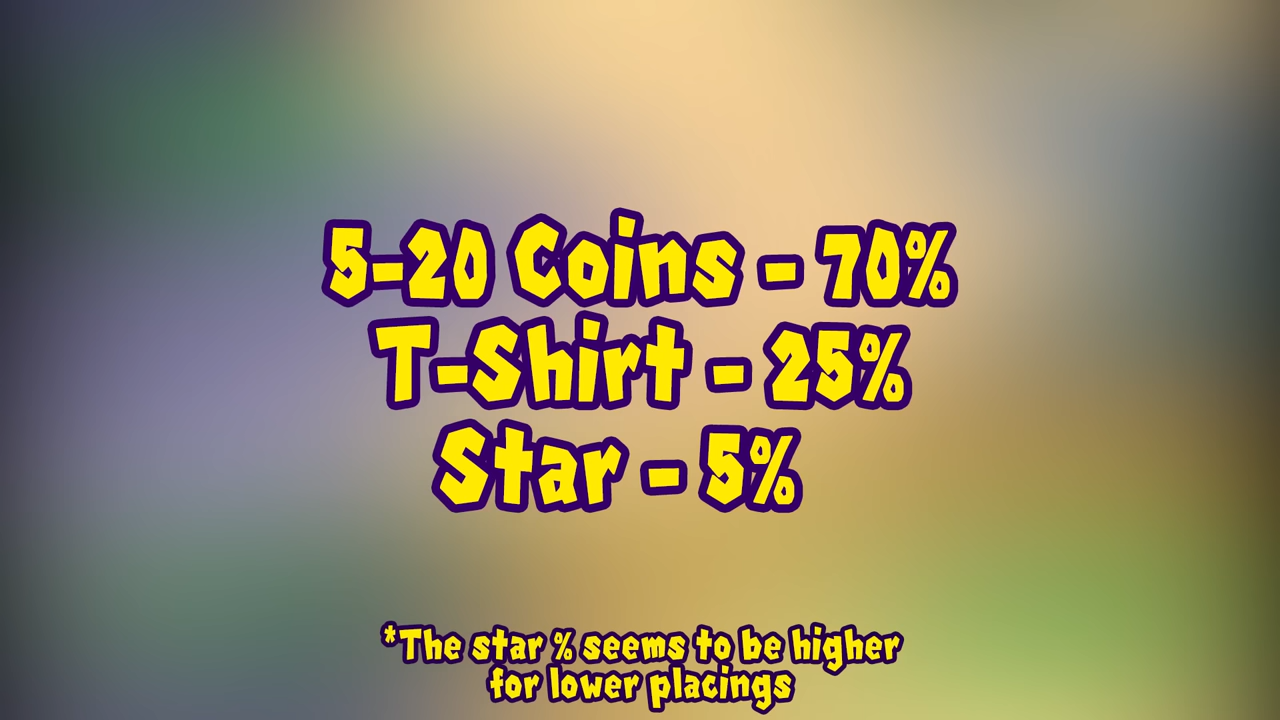 5-20 Coins - 70%
T-Shirt - 25%
Star - 5%
*The star % seems to be higher
for lower placings